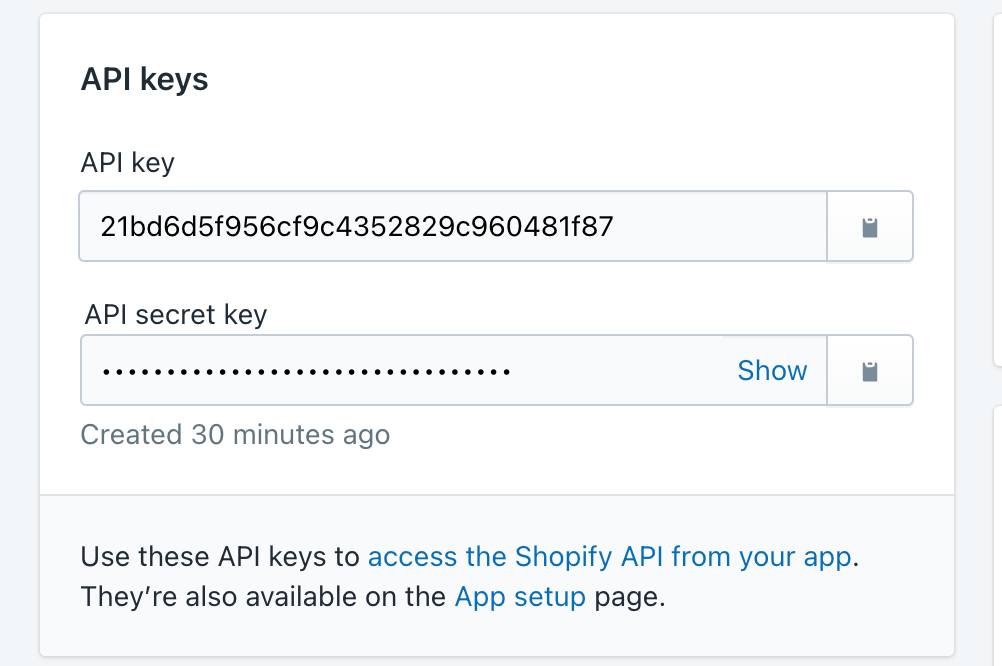 API keys
API key
21bd6d5f956cf9c4352829c960481f87
API secret key
••••••••••••••••••••••••••••••••
Show
Created 30 minutes ago
Use these API keys to access the Shopify API from your app.
They’re also available on the App setup page.